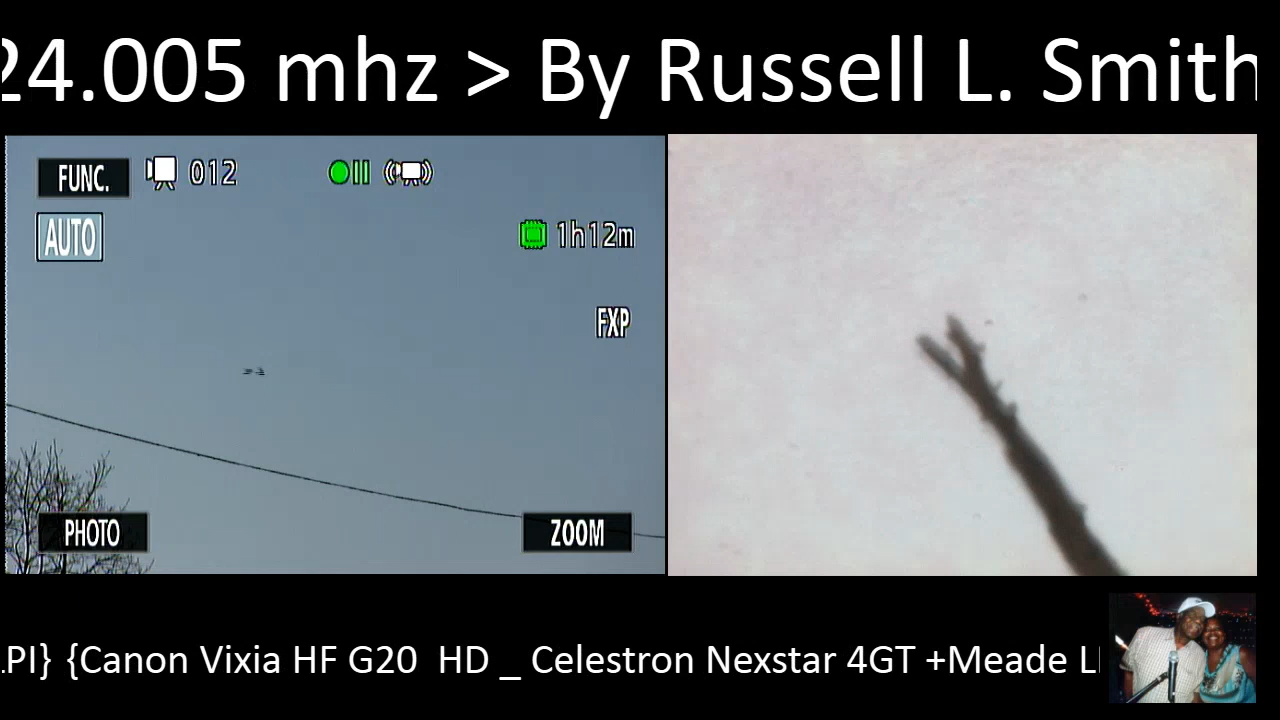 24.005 mhz > By Russell L. Smith
FUNC. 012
AUTO
1h12m
FXP
PHOTO ZOOM
PI} {Canon Vixia HF G20 HD _ Celestron Nexstar 4GT +Meade L